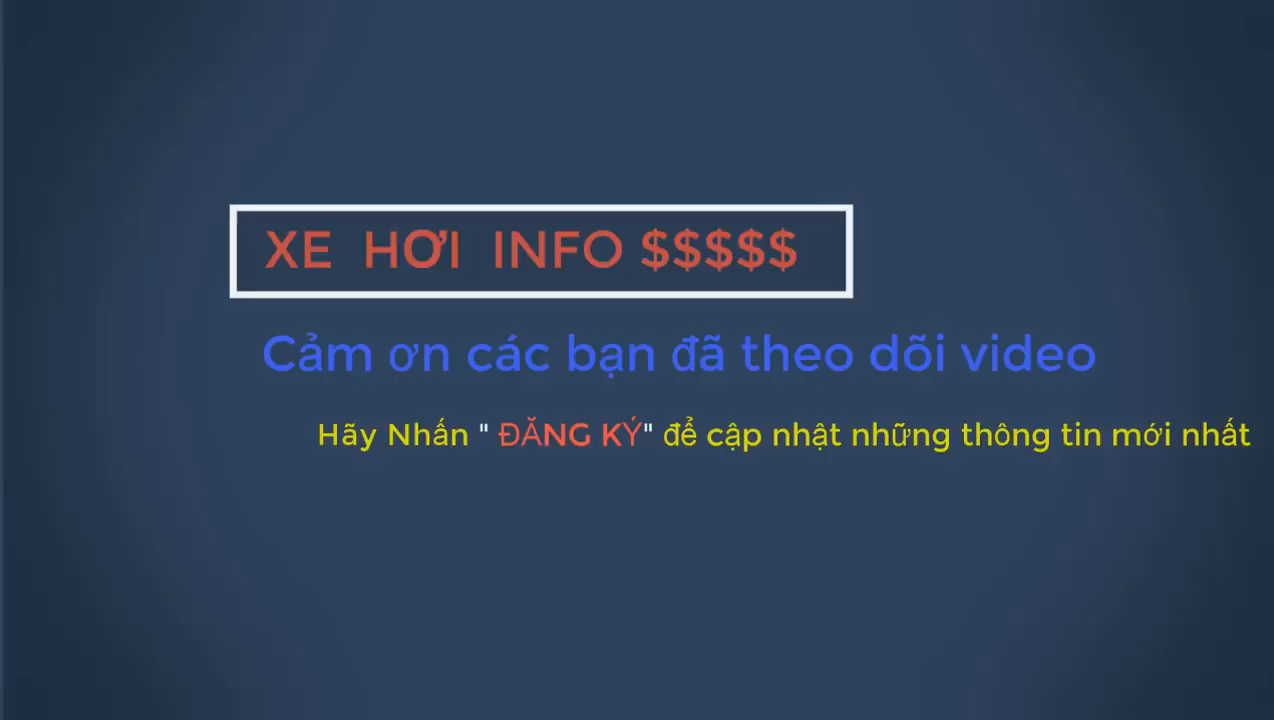 XE HƠI INFO $$$$$
Cảm ơn các bạn đã theo dõi video
Hãy Nhấn " ĐĂNG KÝ" để cập nhật những thông tin mới nhất